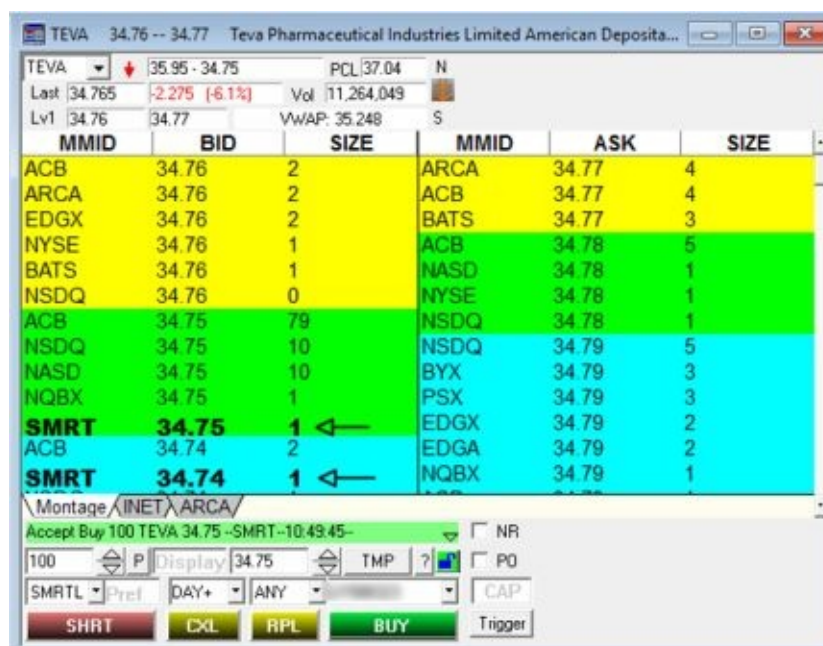 TEVA 34.76 -- 34.77 Teva Pharmaceutical Industries Limited American Deposita...
TEVA 35.95 - 34.75 PCL 37.04 N
Last 34.765 -2.275 (-6.1%) Vol 11,264,049
Lv1 34.76 34.77 VWAP: 35.248 S
MMID BID SIZE MMID ASK SIZE
ACB 34.76 2 ARCA 34.77 4
ARCA 34.76 2 ACB 34.77 4
EDGX 34.76 2 BATS 34.77 3
NYSE 34.76 1 ACB 34.78 5
BATS 34.76 1 NASD 34.78 1
NSDQ 34.76 0 NYSE 34.78 1
ACB 34.75 79 NSDQ 34.78 1
NSDQ 34.75 10 NSDQ 34.79 5
NASD 34.75 10 BYX 34.79 3
NQBX 34.75 1 PSX 34.79 3
SMRT 34.75 1 EDGX 34.79 2
ACB 34.74 2 EDGA 34.79 2
SMRT 34.74 1 NQBX 34.79 1
Montage INET ARCA
Accept Buy 100 TEVA 34.75 --SMRT--10:49:45-- NR
100 P Display 34.75 TMP ? PO
SMRTL Pref DAY+ ANY CAP
SHRT CXL RPL BUY Trigger